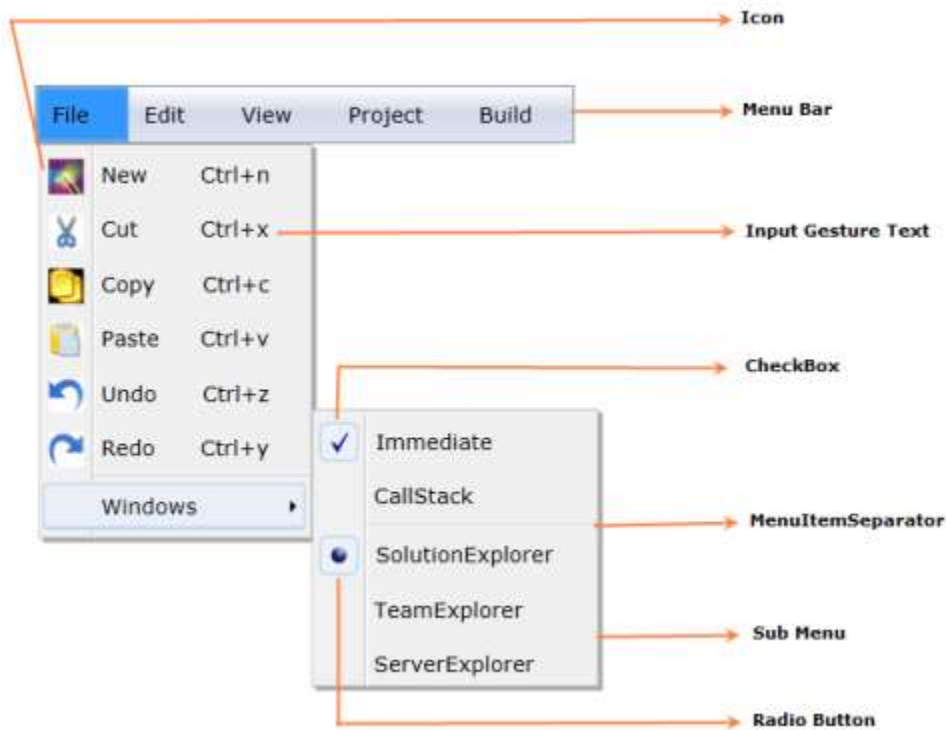 Icon
File Edit View Project Build
Menu Bar
New Ctrl+n
Cut Ctrl+x
Input Gesture Text
Copy Ctrl+c
Paste Ctrl+v
CheckBox
Undo Ctrl+z
Redo Ctrl+y
Immediate
Windows
CallStack
MenuItemSeparator
SolutionExplorer
TeamExplorer
Sub Menu
ServerExplorer
Radio Button